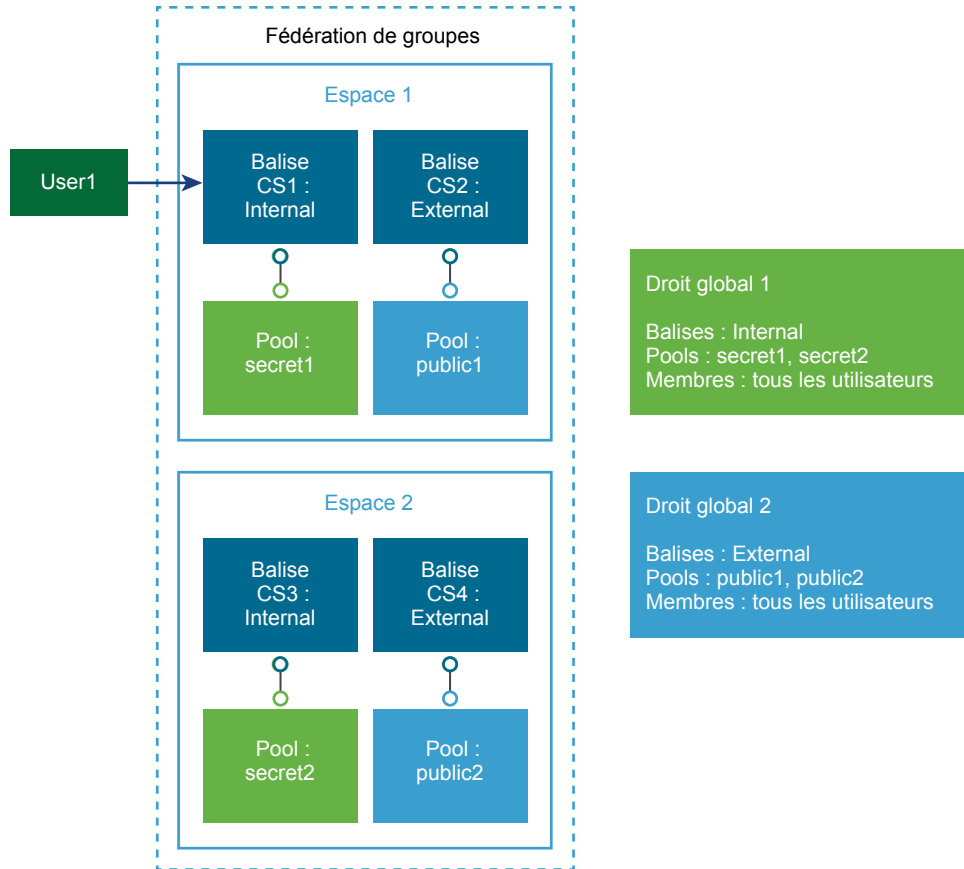 Fédération de groupes
Espace 1
User1
Balise
CS1 :
Internal
Balise
CS2 :
External
Pool :
secret1
Pool :
public1
Droit global 1
Balises : Internal
Pools : secret1, secret2
Membres : tous les utilisateurs
Espace 2
Balise
CS3 :
Internal
Balise
CS4 :
External
Pool :
secret2
Pool :
public2
Droit global 2
Balises : External
Pools : public1, public2
Membres : tous les utilisateurs